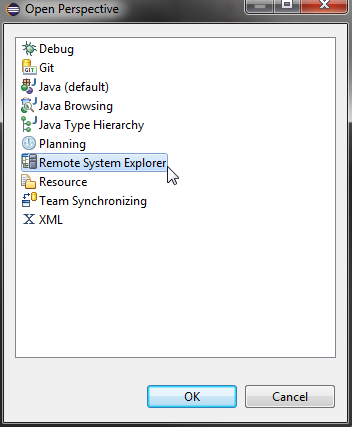 Open Perspective
Debug
GIT Git
Java (default)
Java Browsing
Java Type Hierarchy
Planning
Remote System Explorer
Resource
Team Synchronizing
X XML
OK Cancel